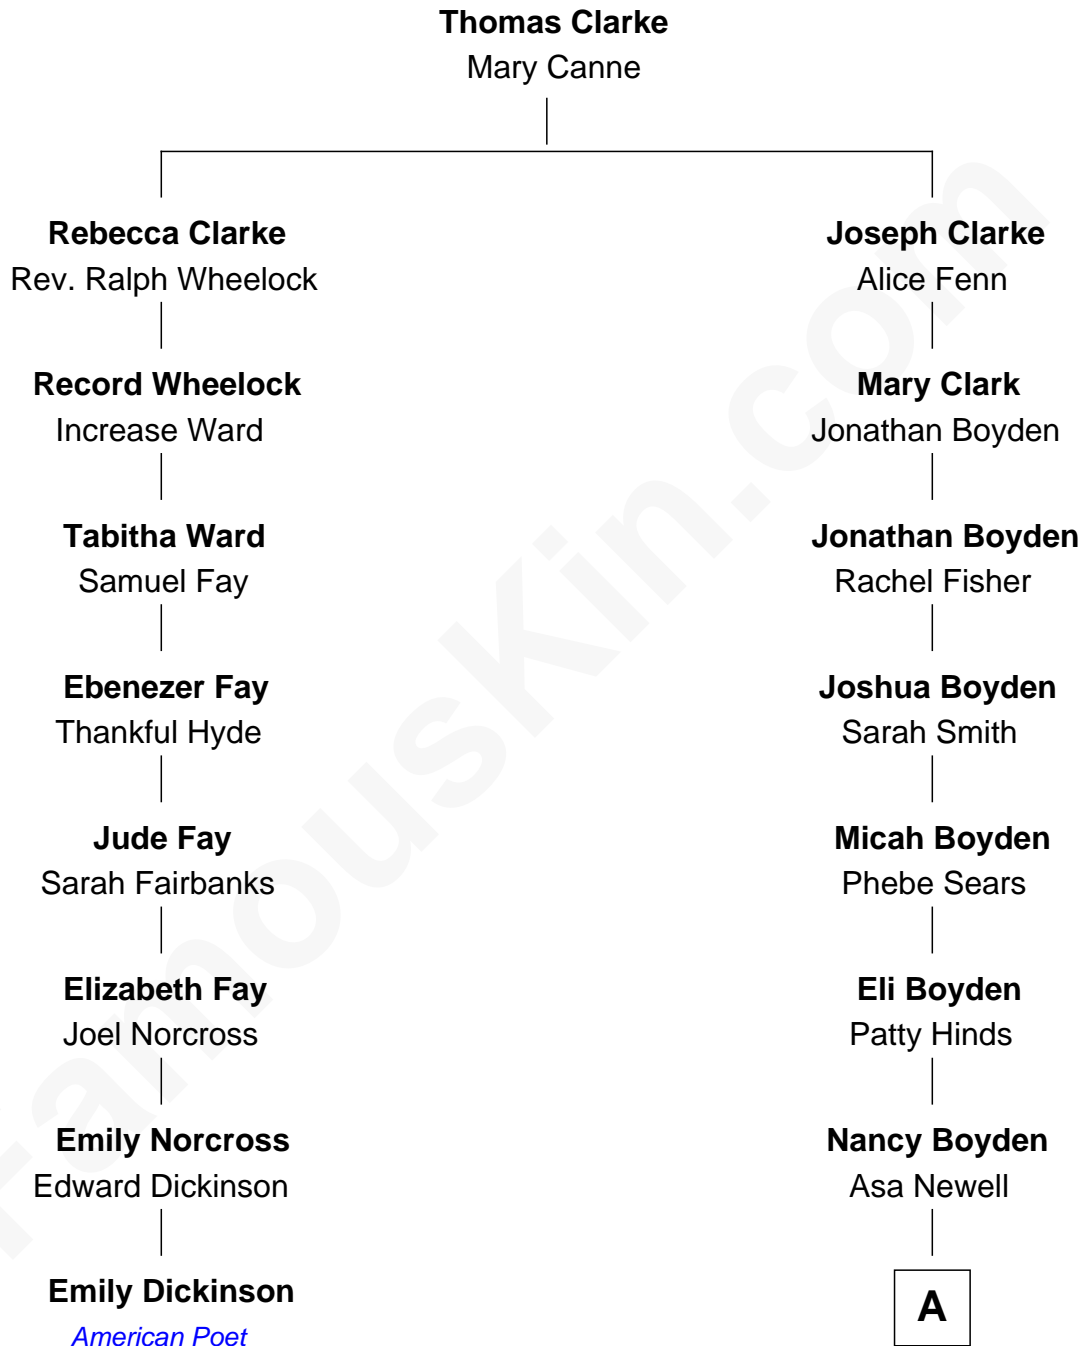 Thomas Clarke
Mary Canne
Rebecca Clarke
Rev. Ralph Wheelock
Joseph Clarke
Alice Fenn
Record Wheelock
Increase Ward
Mary Clark
Jonathan Boyden
Tabitha Ward
Samuel Fay
Jonathan Boyden
Rachel Fisher
Ebenezer Fay
Thankful Hyde
Joshua Boyden
Sarah Smith
Jude Fay
Sarah Fairbanks
Micah Boyden
Phebe Sears
Elizabeth Fay
Joel Norcross
Eli Boyden
Patty Hinds
Emily Norcross
Edward Dickinson
Nancy Boyden
Asa Newell
Emily Dickinson
American Poet
A
FamousKin.com